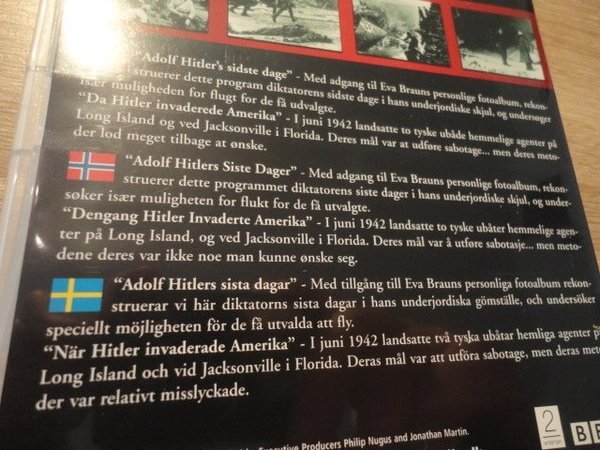 "Adolf Hitler's sidste dage" - Med adgang til Eva Brauns personlige fotoalbum, rekon-
struerer dette program diktatorens sidste dage i hans underjordiske skjul, og undersøger
især muligheden for flugt for de få udvalgte.
"Da Hitler invaderede Amerika" - I juni 1942 landsatte to tyske ubåde hemmelige agenter på
Long Island og ved Jacksonville i Florida. Deres mål var at udføre sabotage... men deres meto-
der lod meget tilbage at ønske.
"Adolf Hitlers Siste Dager" - Med adgang til Eva Brauns personlige fotoalbum, rekon-
struerer dette programmet diktatorens siste dager i hans underjordiske skjul, og under-
søker især muligheten for flukt for de få utvalgte.
"Dengang Hitler Invaderte Amerika" - I juni 1942 landsatte to tyske ubåter hemmelige agen-
ter på Long Island, og ved Jacksonville i Florida. Deres mål var å utføre sabotasje... men meto-
dene deres var ikke noe man kunne ønske seg.
"Adolf Hitlers sista dagar" - Med tillgång till Eva Brauns personliga fotoalbum rekon-
struerar vi här diktatorns sista dagar i hans underjordiska gömställe, och undersöker
speciellt möjligheten för de få utvalda att fly.
"När Hitler invaderade Amerika" - I juni 1942 landsatte två tyska ubåtar hemliga agenter på
Long Island och vid Jacksonville i Florida. Deras mål var att utföra sabotage, men deras meto-
der var relativt misslyckade.
Executive Producers Philip Nugus and Jonathan Martin.
2
BB